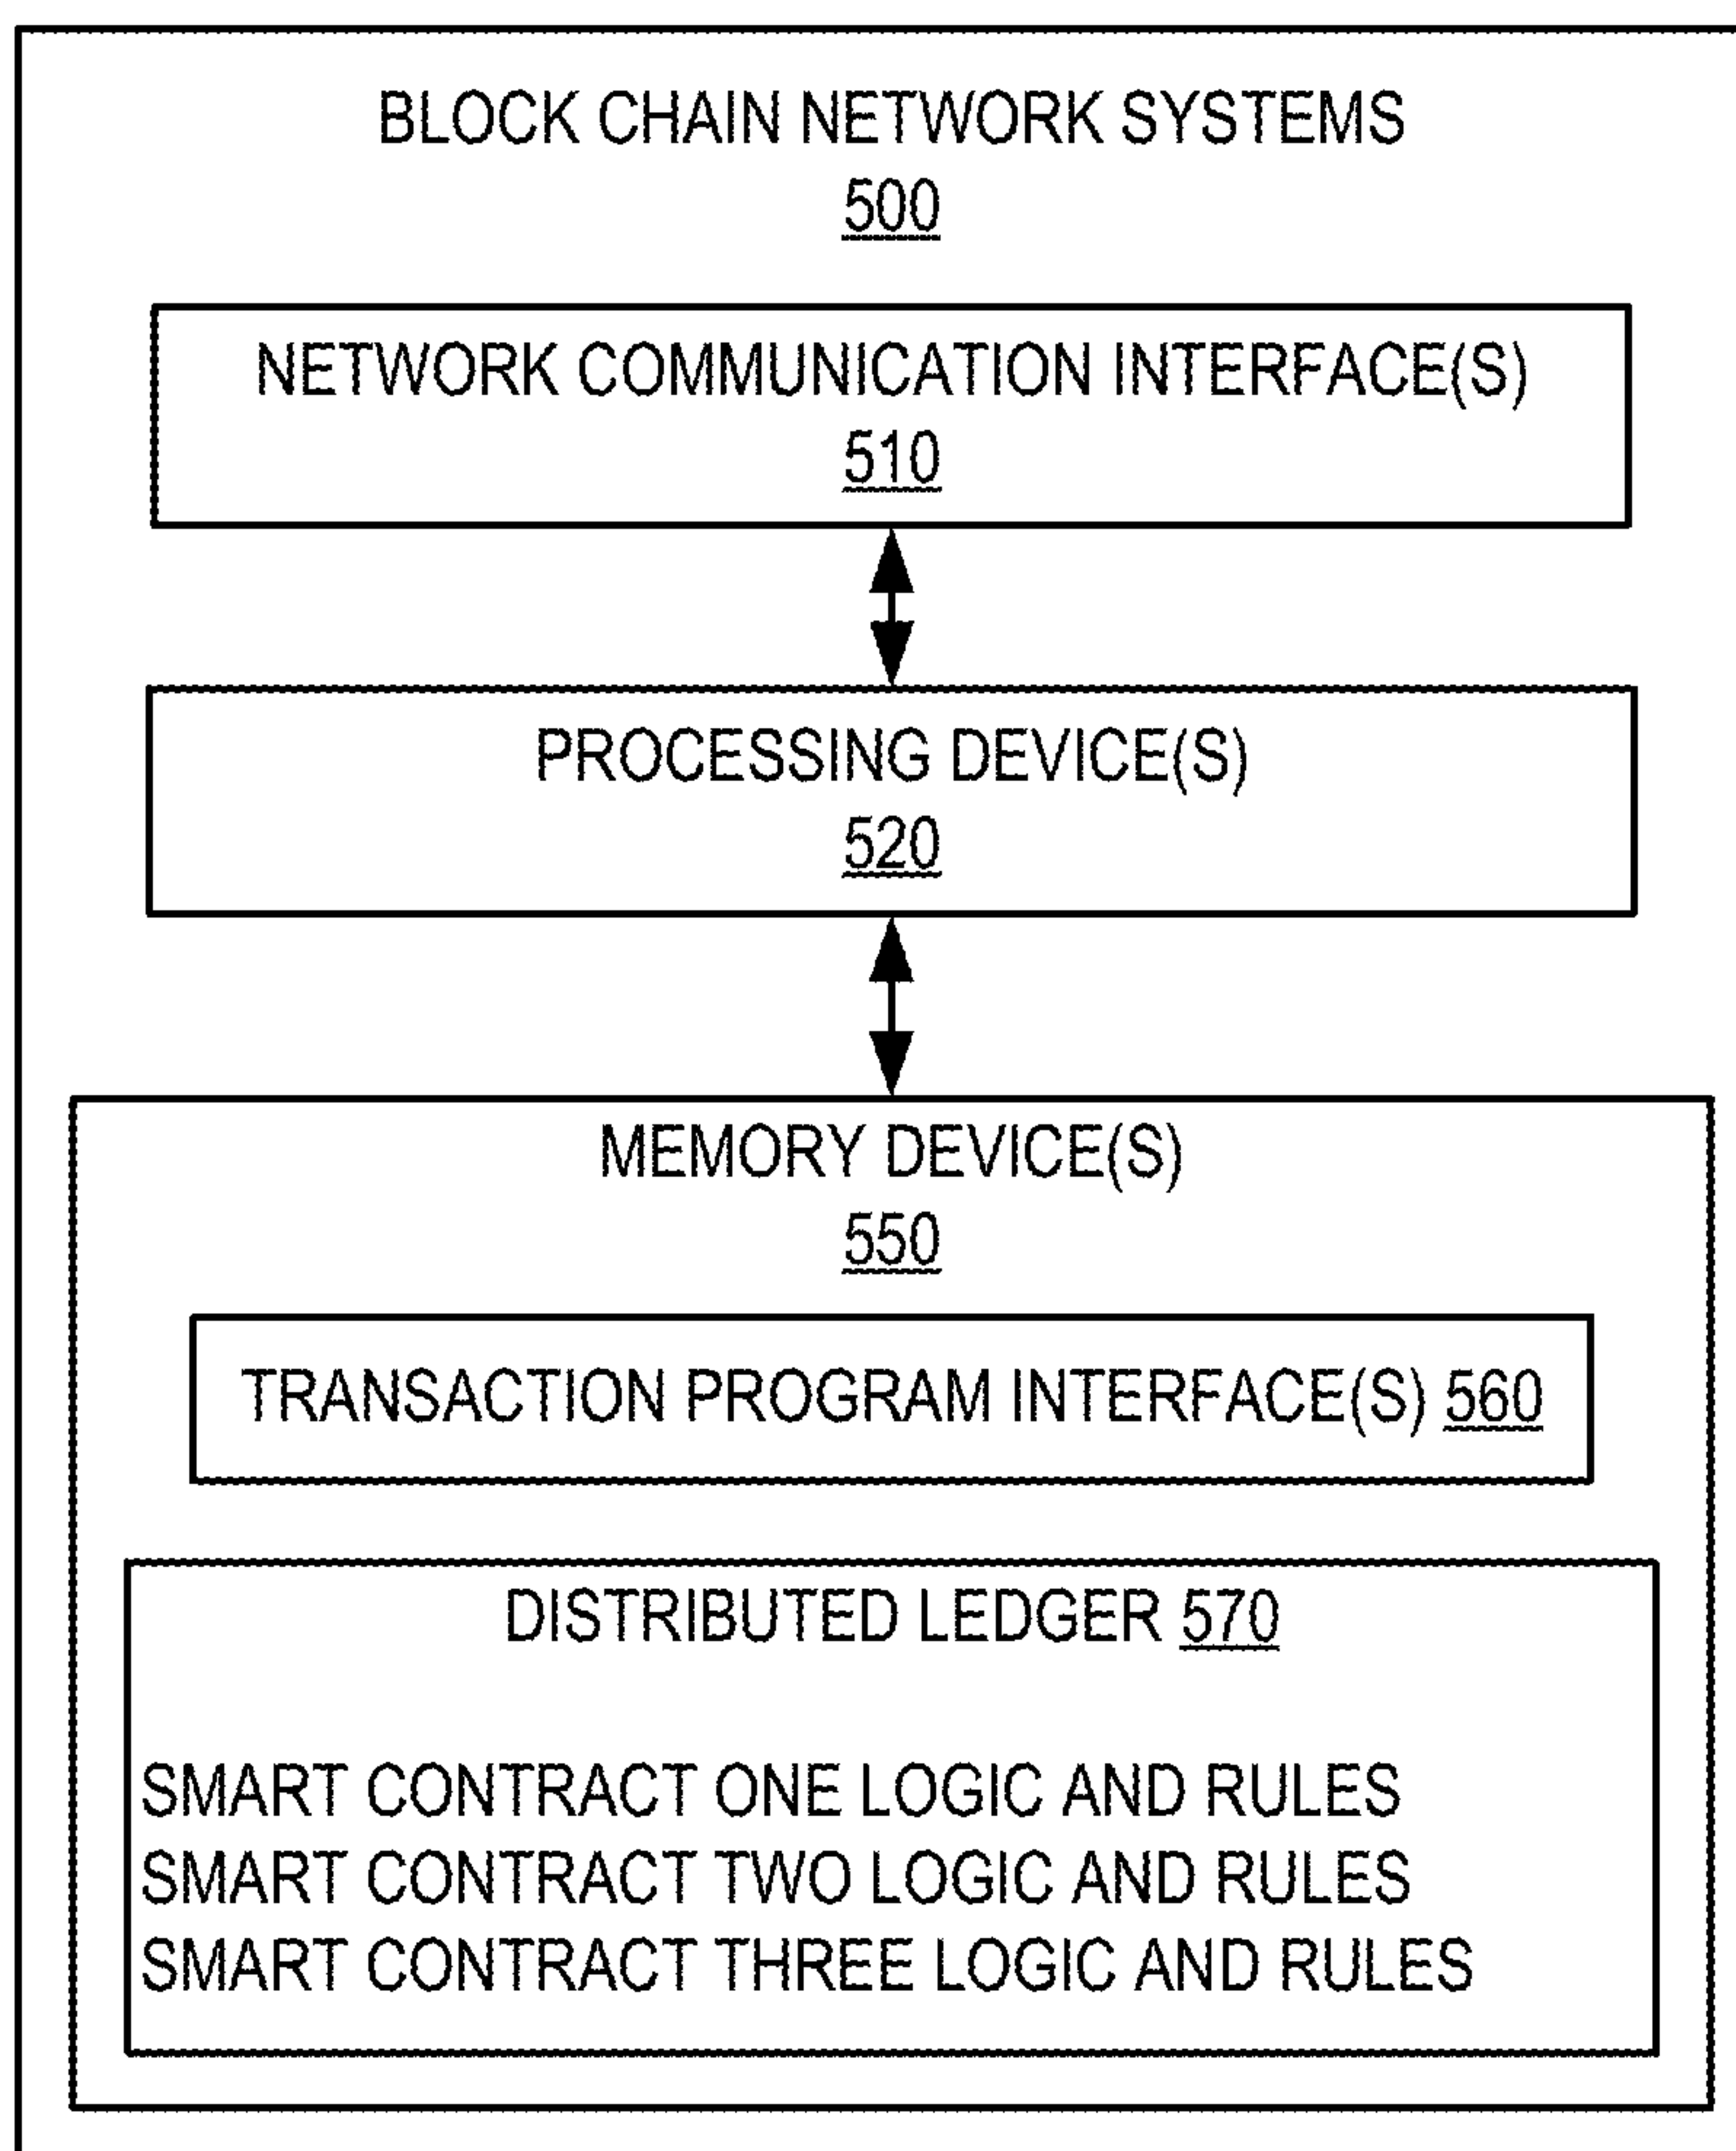 BLOCK CHAIN NETWORK SYSTEMS
500
NETWORK COMMUNICATION INTERFACE(S)
510
PROCESSING DEVICE(S)
520
MEMORY DEVICE(S)
550
TRANSACTION PROGRAM INTERFACE(S) 560
DISTRIBUTED LEDGER 570
SMART CONTRACT ONE LOGIC AND RULES
SMART CONTRACT TWO LOGIC AND RULES
SMART CONTRACT THREE LOGIC AND RULES